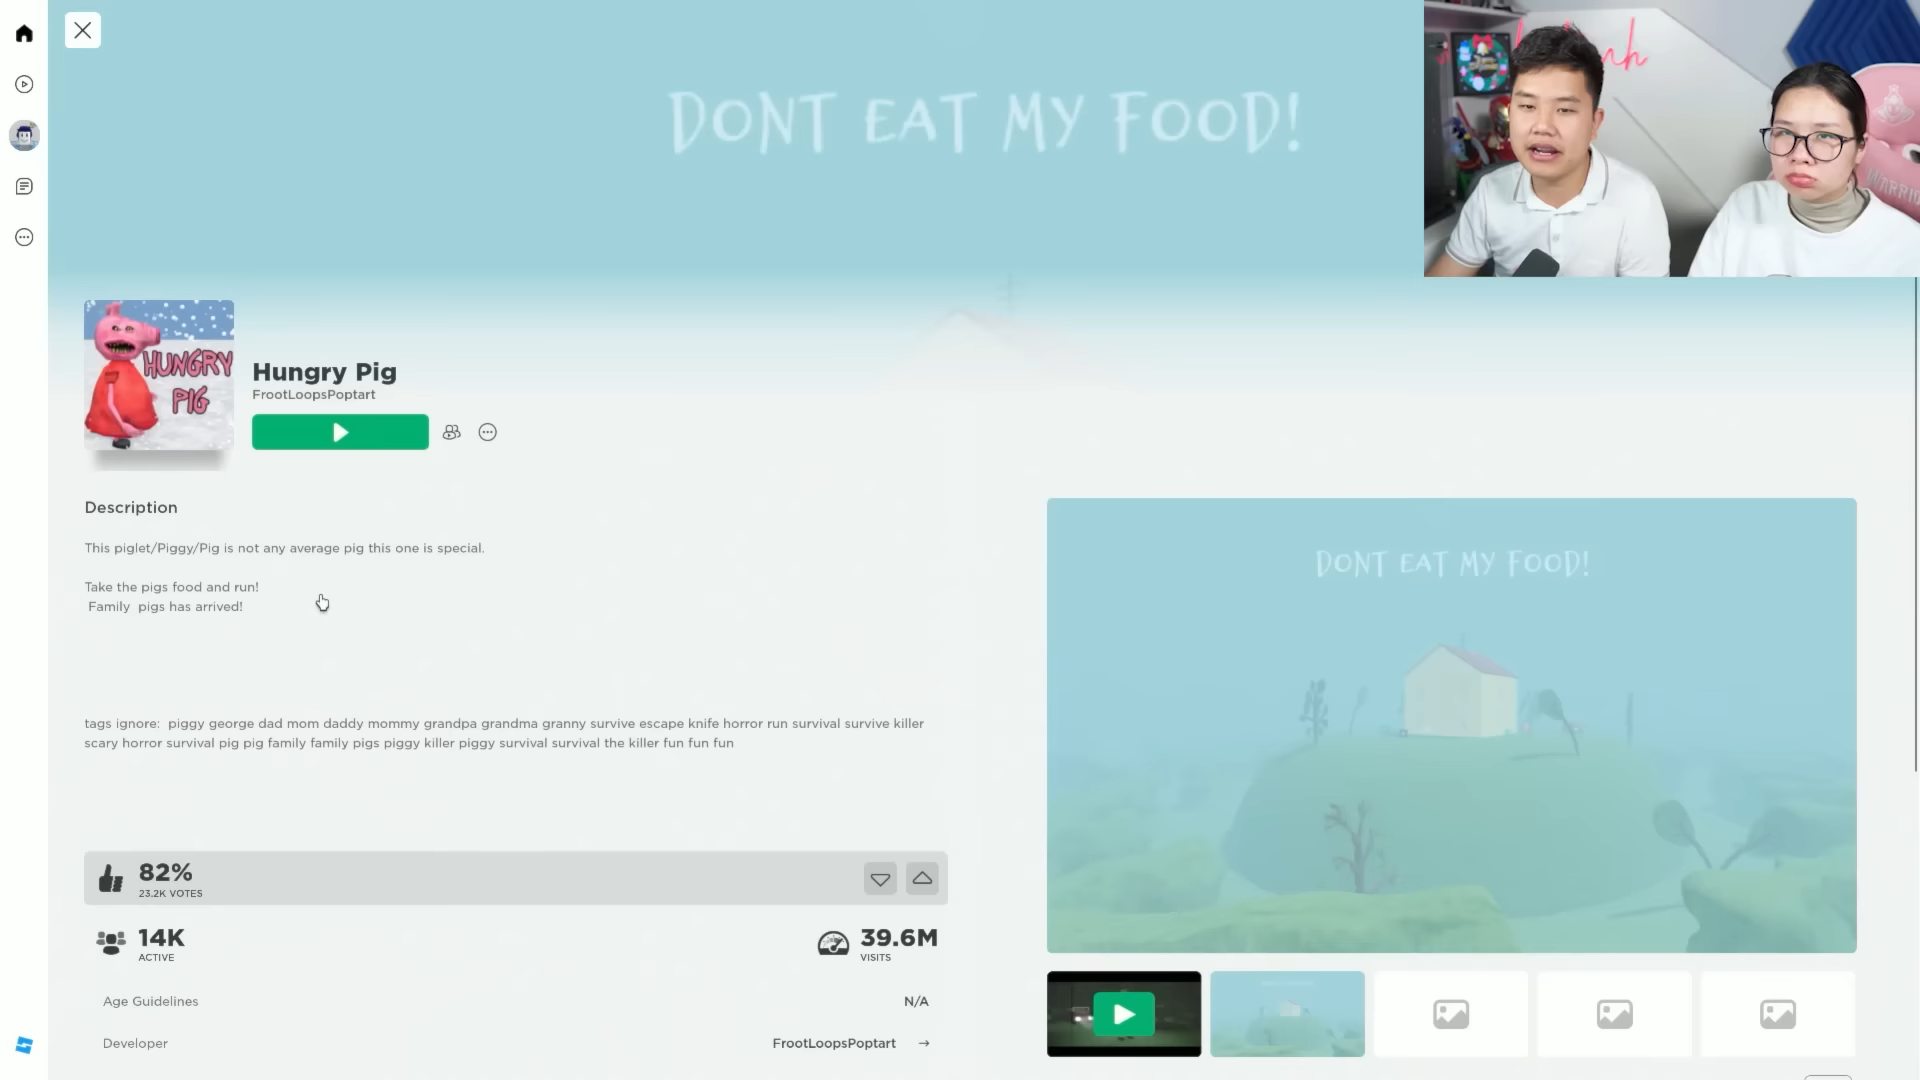 DONT EAT MY FOOD!
HUNGRY
PIG
Hungry Pig
FrootLoopsPoptart
Description
This piglet/Piggy/Pig is not any average pig this one is special.
Take the pigs food and run!
Family pigs has arrived!
tags ignore: piggy george dad mom daddy mommy grandpa grandma granny survive escape knife horror run survival survive killer
scary horror survival pig pig family family pigs piggy killer piggy survival survival the killer fun fun fun
82%
23.2K VOTES
14K
ACTIVE
39.6M
VISITS
Age Guidelines
N/A
Developer
FrootLoopsPoptart
DONT EAT MY FOOD!